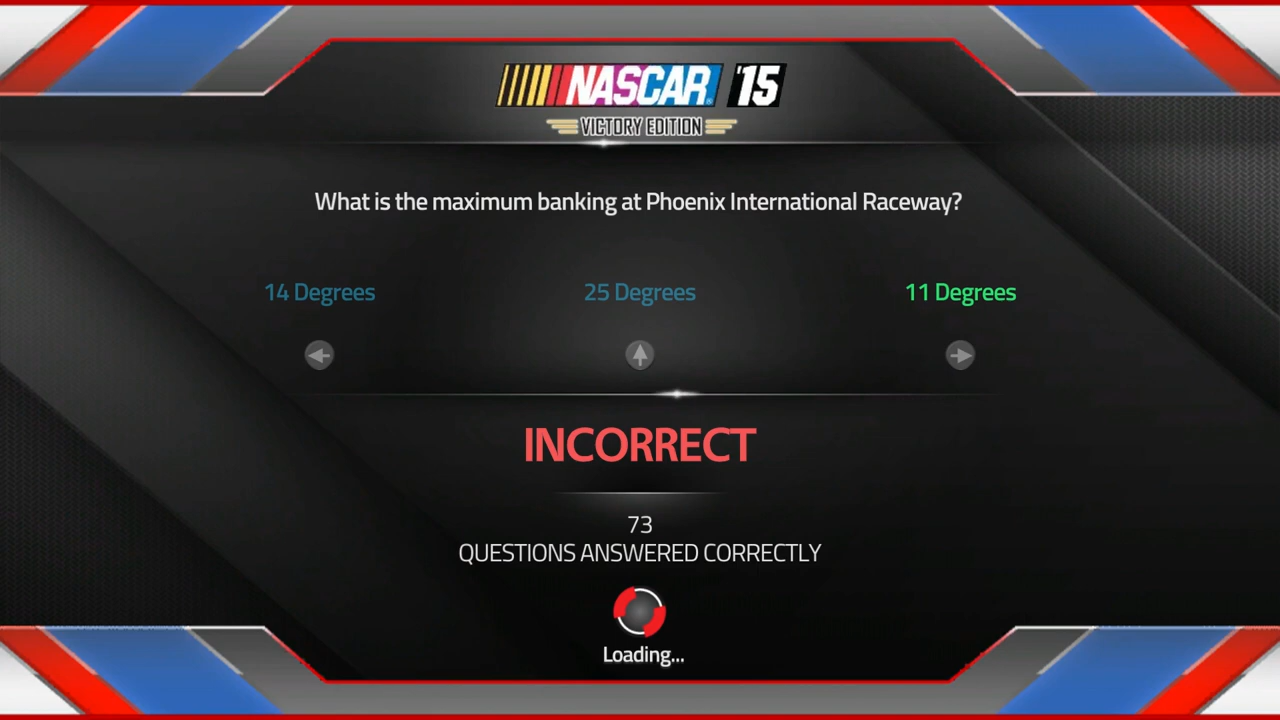 NASCAR '15
VICTORY EDITION
What is the maximum banking at Phoenix International Raceway?
14 Degrees 25 Degrees 11 Degrees
INCORRECT
73
QUESTIONS ANSWERED CORRECTLY
Loading...